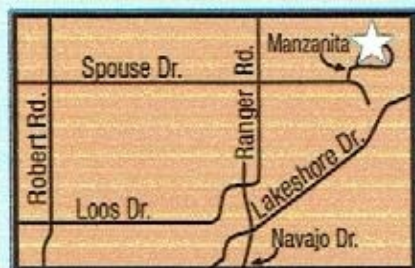 Manzanita
Spouse Dr.
Ranger Rd.
Robert Rd.
Lakeshore Dr.
Loos Dr.
Navajo Dr.